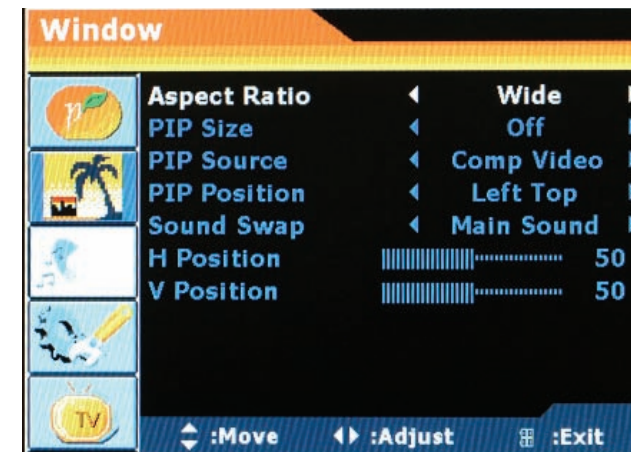 Window
Aspect Ratio Wide
PIP Size Off
PIP Source Comp Video
PIP Position Left Top
Sound Swap Main Sound
H Position 50
V Position 50
TV
:Move :Adjust :Exit